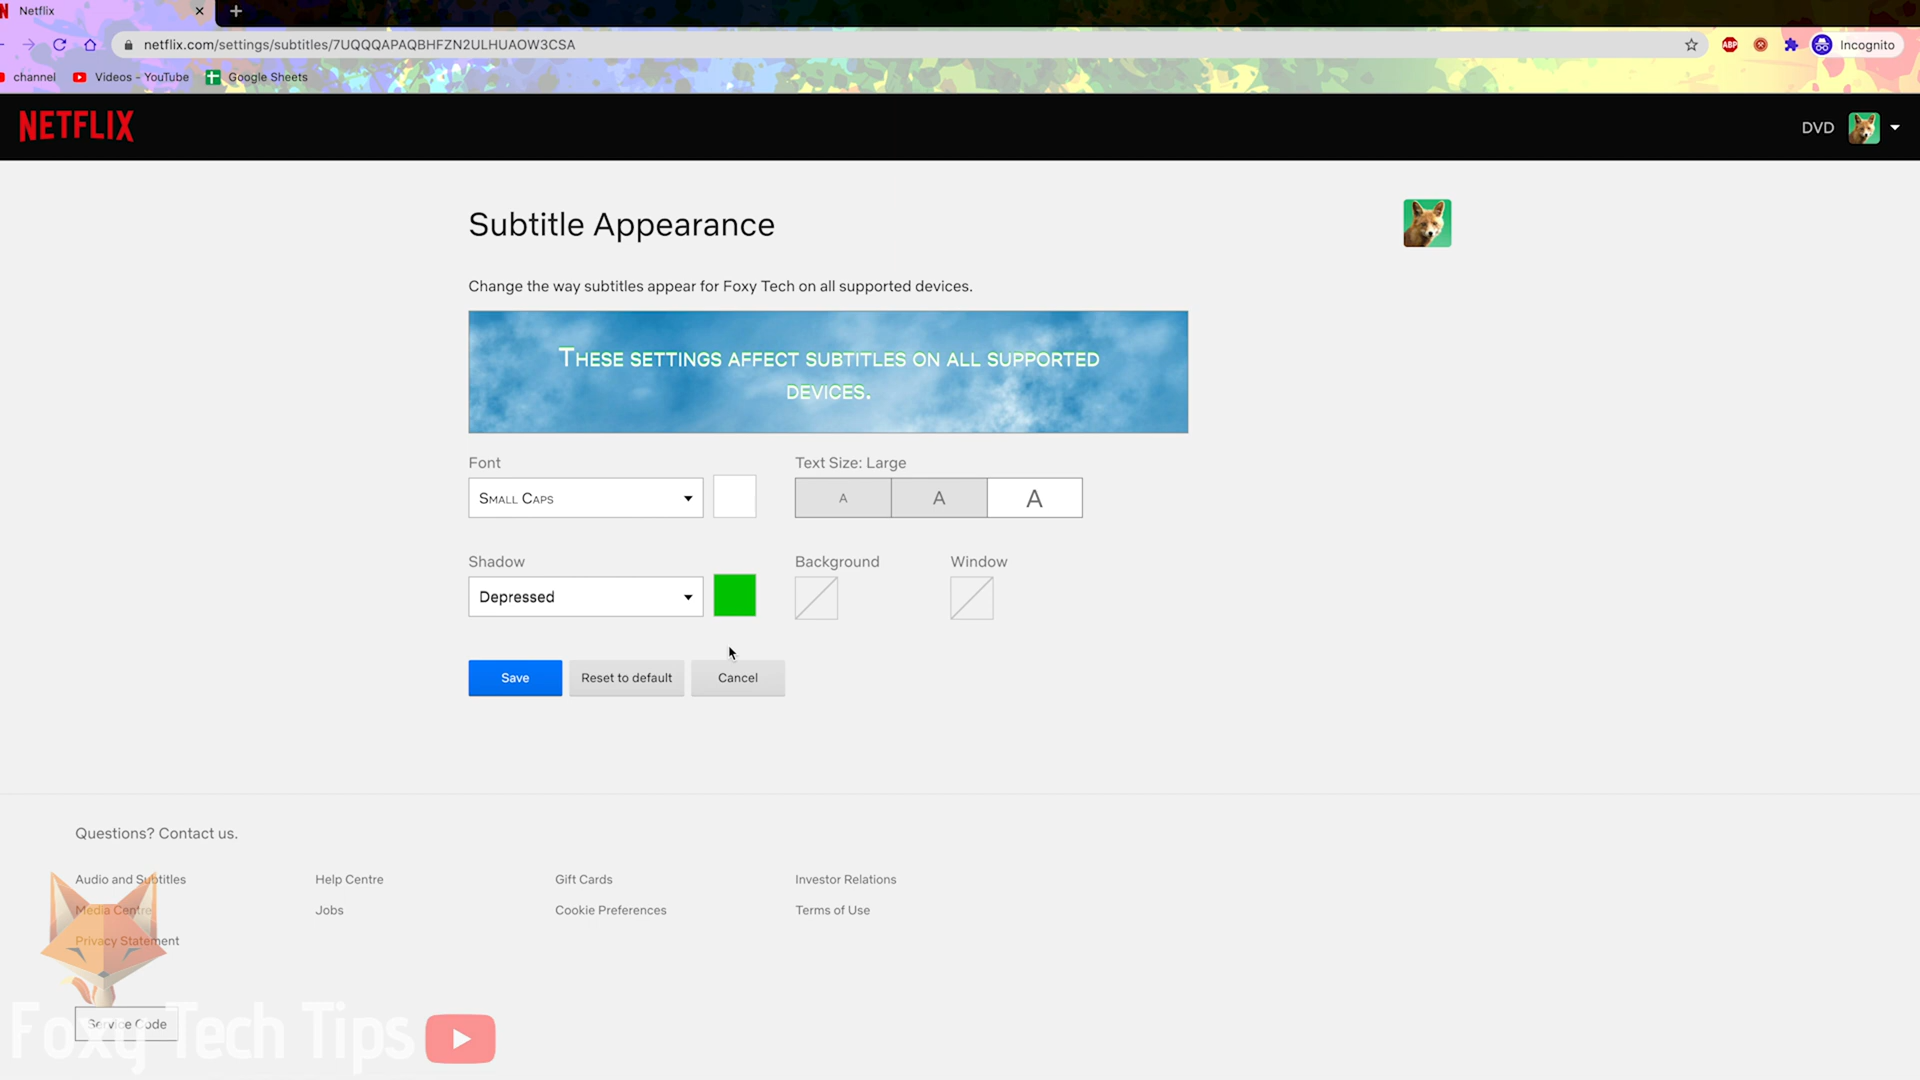 Netflix
netflix.com/settings/subtitles/7UQQQAPAQBHFZN2ULHUAOW3CSA
ABP
Incognito
channel
Videos - YouTube
Google Sheets
NETFLIX
DVD
Subtitle Appearance
Change the way subtitles appear for Foxy Tech on all supported devices.
These settings affect subtitles on all supported
devices.
Font
Text Size: Large
Small Caps
A
A
A
Shadow
Background
Window
Depressed
Save
Reset to default
Cancel
Questions? Contact us.
Audio and Subtitles
Help Centre
Gift Cards
Investor Relations
Media Centre
Jobs
Cookie Preferences
Terms of Use
Privacy Statement
Service Code
Foxy Tech Tips